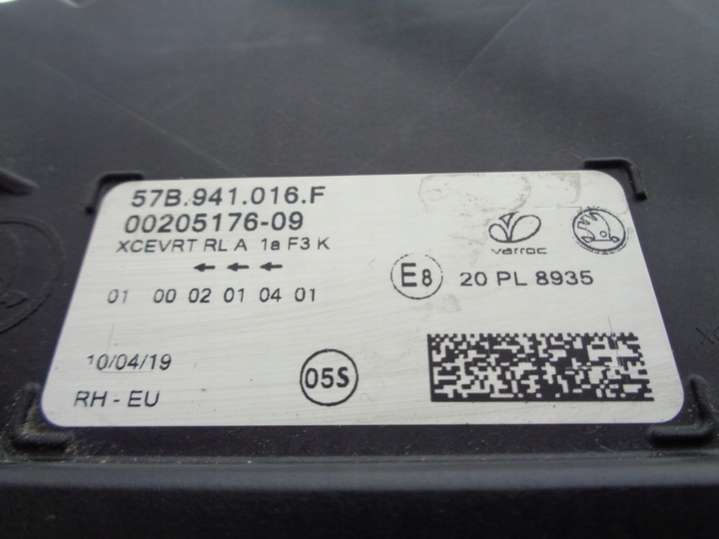 57B.941.016.F
00205176-09
XCEVRT RL A 1a F3 K
←←←
01 00 02 01 04 01
varroc
E8 20 PL 8935
10/04/19
05S
RH - EU